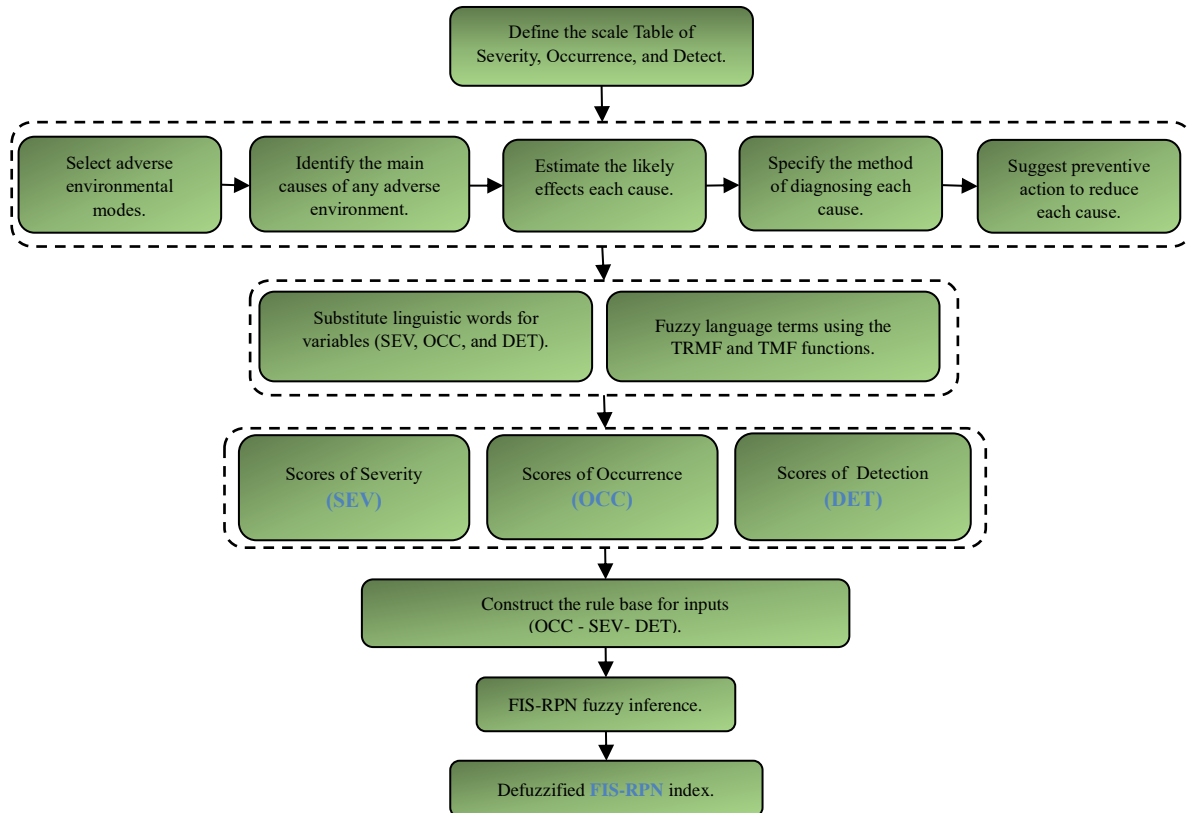 Define the scale Table of
Severity, Occurrence, and Detect.
Select adverse
environmental
modes.
Identify the main
causes of any adverse
environment.
Estimate the likely
effects each cause.
Specify the method
of diagnosing each
cause.
Suggest preventive
action to reduce
each cause.
Substitute linguistic words for
variables (SEV, OCC, and DET).
Fuzzy language terms using the
TRMF and TMF functions.
Scores of Severity
(SEV)
Scores of Occurrence
(OCC)
Scores of Detection
(DET)
Construct the rule base for inputs
(OCC - SEV- DET).
FIS-RPN fuzzy inference.
Defuzzified FIS-RPN index.